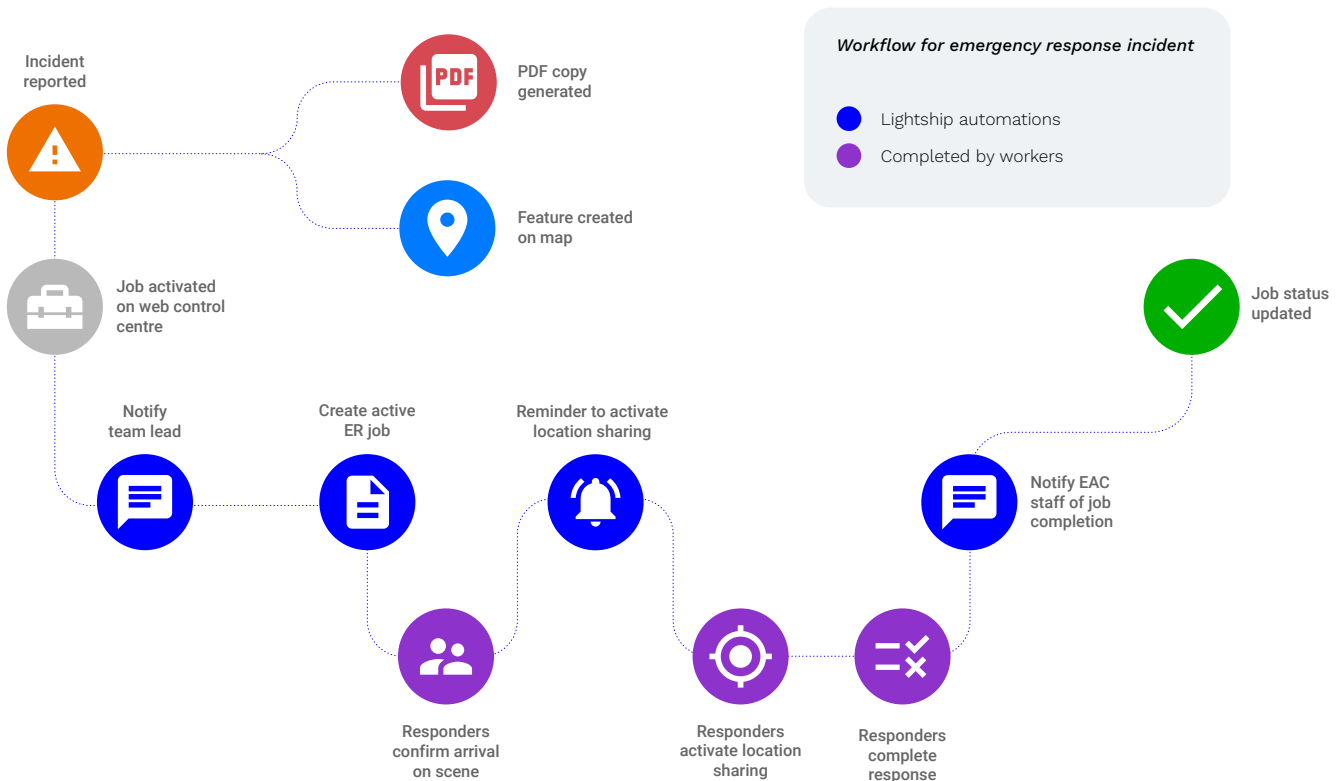 Workflow for emergency response incident
Lightship automations
Completed by workers
Incident
reported
PDF
PDF copy
generated
Feature created
on map
Job activated
on web control
centre
Job status
updated
Notify
team lead
Create active
ER job
Reminder to activate
location sharing
Notify EAC
staff of job
completion
Responders
confirm arrival
on scene
Responders
activate location
sharing
Responders
complete
response